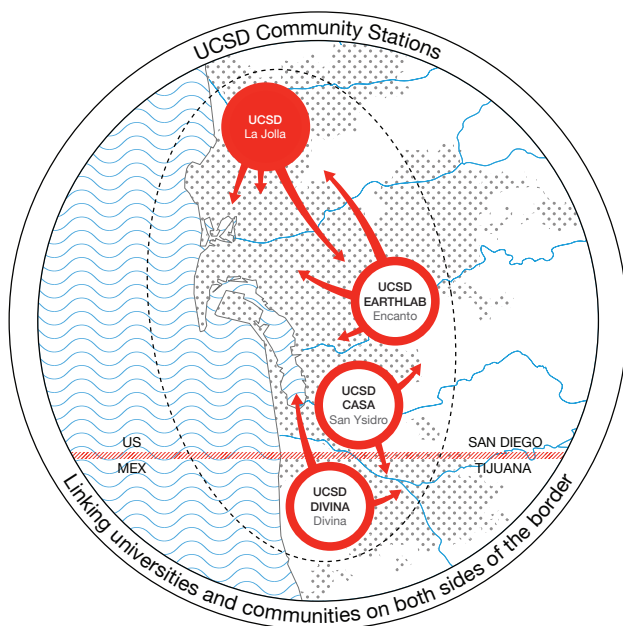 UCSD Community Stations
UCSD
La Jolla
UCSD
EARTHLAB
Encanto
UCSD
CASA
San Ysidro
US
SAN DIEGO
MEX
TIJUANA
UCSD
DIVINA
Divina
Linking universities and communities on both sides of the border